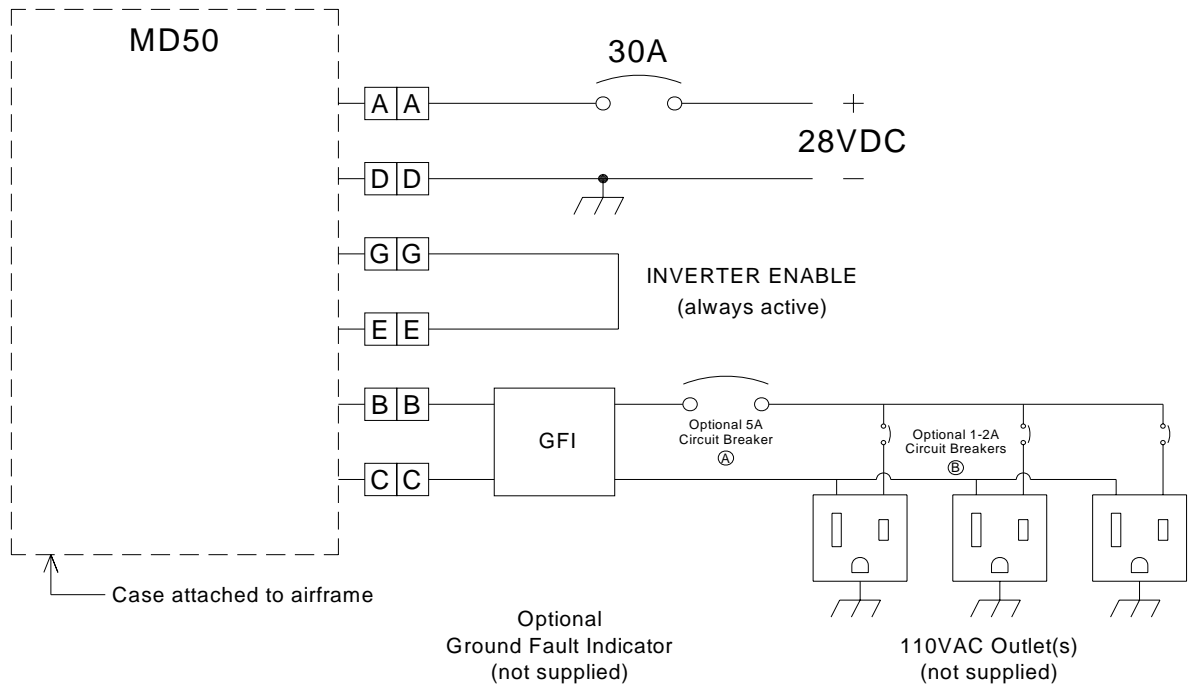 MD50
30A
A A
+
28VDC
D D
−
G G
INVERTER ENABLE
(always active)
E E
B B
GFI
Optional 5A
Circuit Breaker
A
Optional 1-2A
Circuit Breakers
B
C C
Case attached to airframe
Optional
Ground Fault Indicator
(not supplied)
110VAC Outlet(s)
(not supplied)